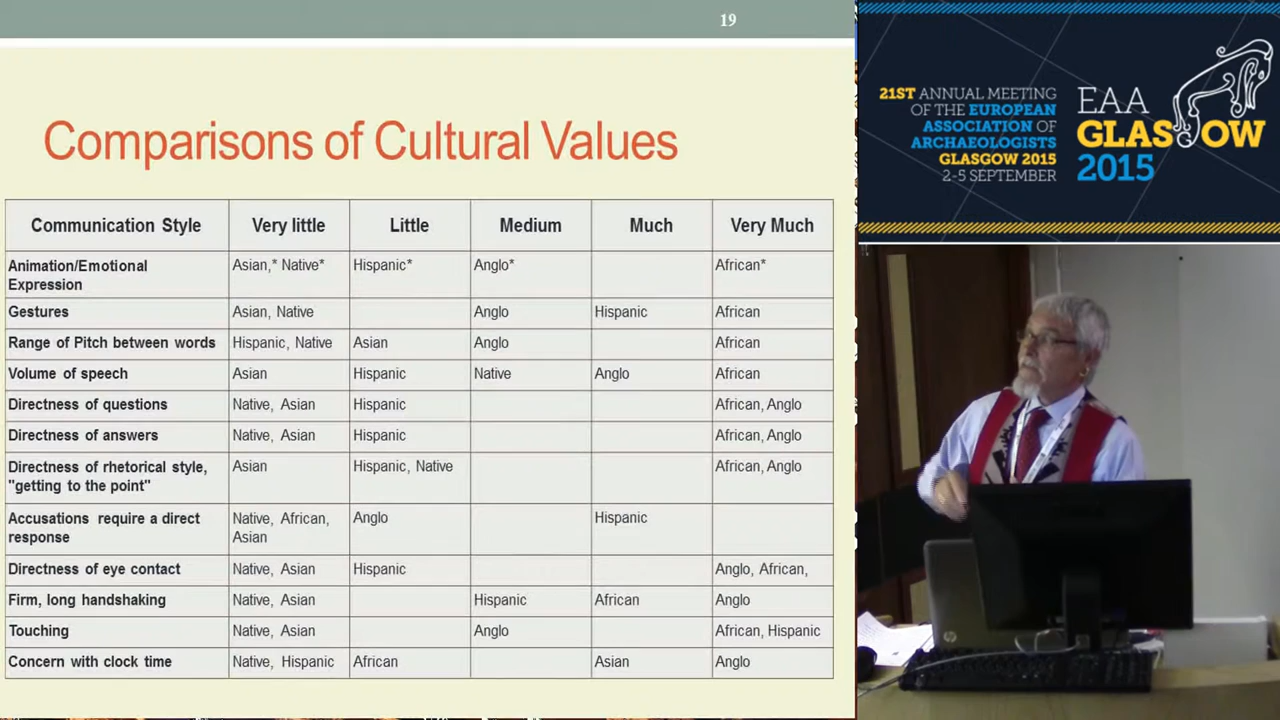 19
Comparisons of Cultural Values
Communication Style Very little Little Medium Much Very Much
Animation/Emotional Expression Asian,* Native* Hispanic* Anglo* African*
Gestures Asian, Native Anglo Hispanic African
Range of Pitch between words Hispanic, Native Asian Anglo African
Volume of speech Asian Hispanic Native Anglo African
Directness of questions Native, Asian Hispanic African, Anglo
Directness of answers Native, Asian Hispanic African, Anglo
Directness of rhetorical style, "getting to the point" Asian Hispanic, Native African, Anglo
Accusations require a direct response Native, African, Asian Anglo Hispanic
Directness of eye contact Native, Asian Hispanic Anglo, African,
Firm, long handshaking Native, Asian Hispanic African Anglo
Touching Native, Asian Anglo African, Hispanic
Concern with clock time Native, Hispanic African Asian Anglo
21ST ANNUAL MEETING
OF THE EUROPEAN
ASSOCIATION OF
ARCHAEOLOGISTS
GLASGOW 2015
2-5 SEPTEMBER
EAA
GLASGOW
2015
hp